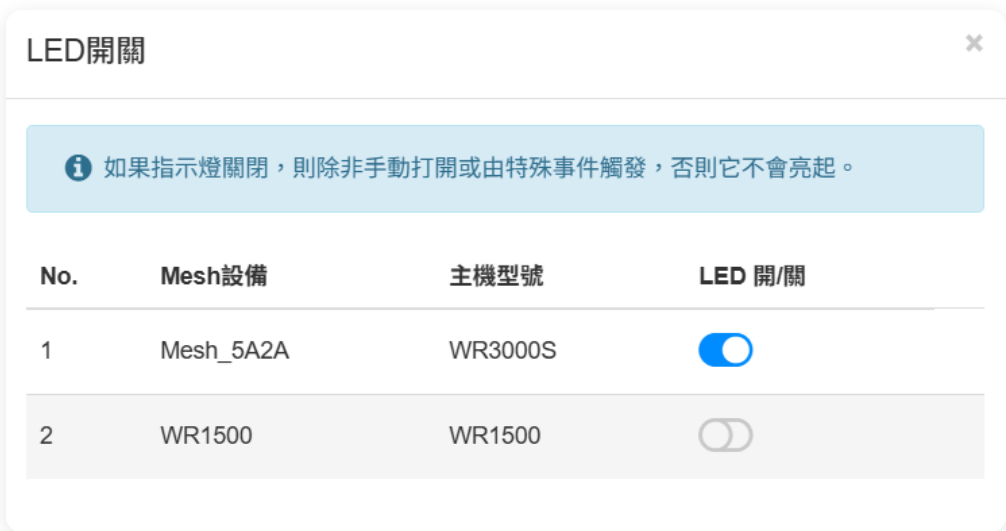 LED開關
如果指示燈關閉，則除非手動打開或由特殊事件觸發，否則它不會亮起。
No. Mesh設備 主機型號 LED 開/關
1 Mesh_5A2A WR3000S
2 WR1500 WR1500